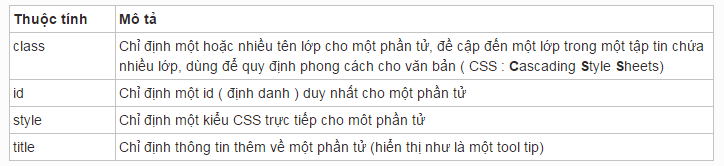 Thuộc tính Mô tả
class Chỉ định một hoặc nhiều tên lớp cho một phần tử, đề cập đến một lớp trong một tập tin chứa
nhiều lớp, dùng để quy định phong cách cho văn bản ( CSS : Cascading Style Sheets)
id Chỉ định một id ( định danh ) duy nhất cho một phần tử
style Chỉ định một kiểu CSS trực tiếp cho một phần tử
title Chỉ định thông tin thêm về một phần tử (hiển thị như là một tool tip)